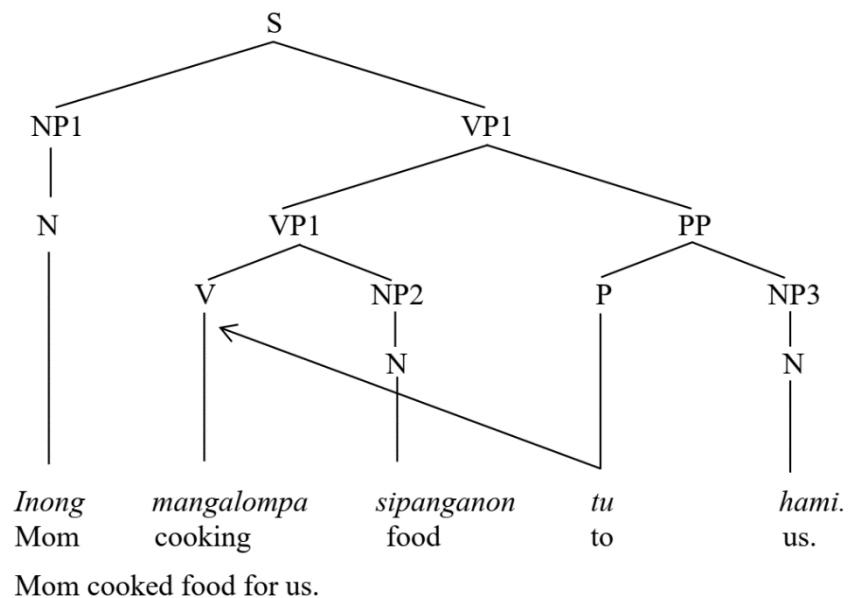 S
NP1 VP1
N VP1 PP
V NP2 P NP3
N N
Inong mangalompa sipanganon tu hami.
Mom cooking food to us.
Mom cooked food for us.